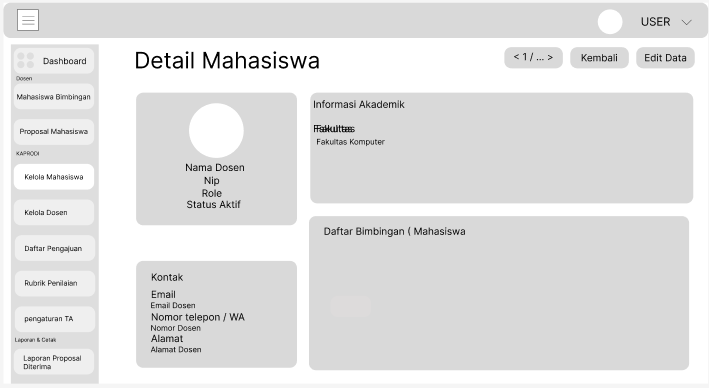 USER
Dashboard
Dosen
Mahasiswa Bimbingan
Proposal Mahasiswa
KAPRODI
Kelola Mahasiswa
Kelola Dosen
Daftar Pengajuan
Rubrik Penilaian
pengaturan TA
Laporan & Cetak
Laporan Proposal
Diterima
Detail Mahasiswa
< 1 / ... >
Kembali
Edit Data
Nama Dosen
Nip
Role
Status Aktif
Kontak
Email
Email Dosen
Nomor telepon / WA
Nomor Dosen
Alamat
Alamat Dosen
Informasi Akademik
Fakultas
Fakultas Komputer
Daftar Bimbingan ( Mahasiswa